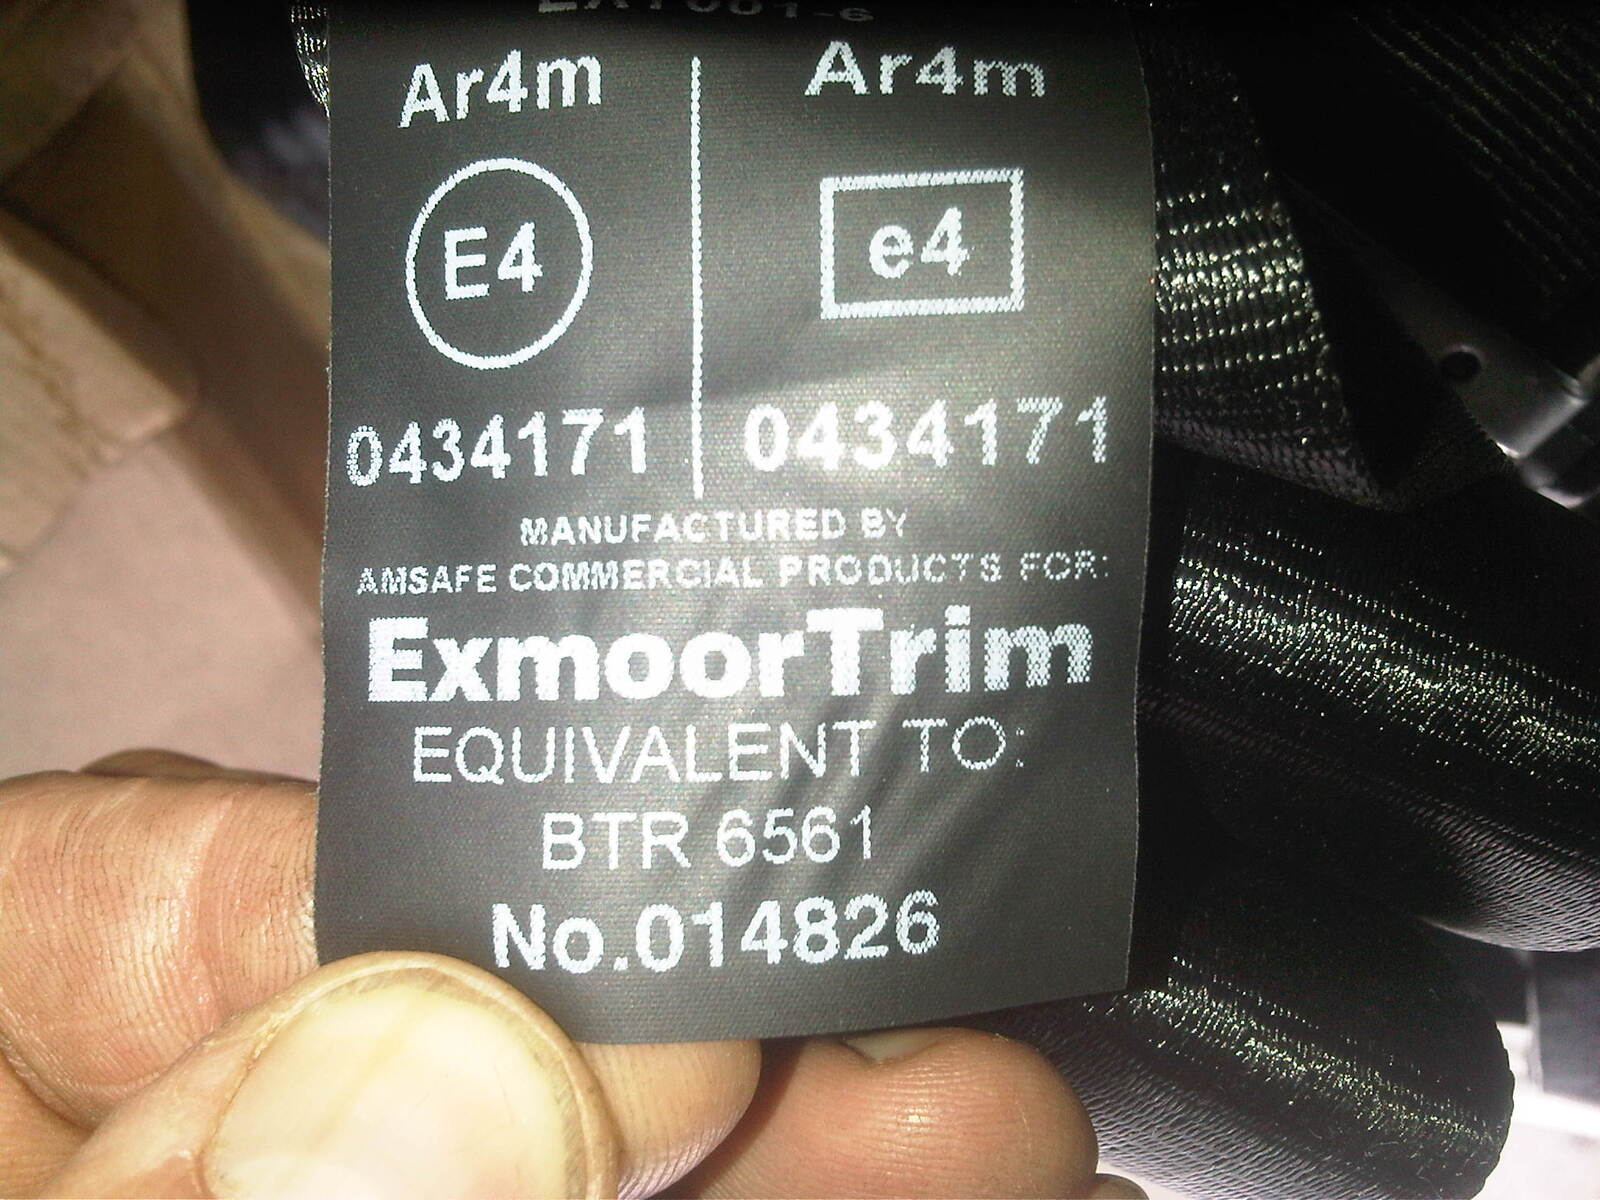 Ar4m Ar4m
E4 e4
0434171 0434171
MANUFACTURED BY
AMSAFE COMMERCIAL PRODUCTS FOR:
ExmoorTrim
EQUIVALENT TO:
BTR 6561
No.014826